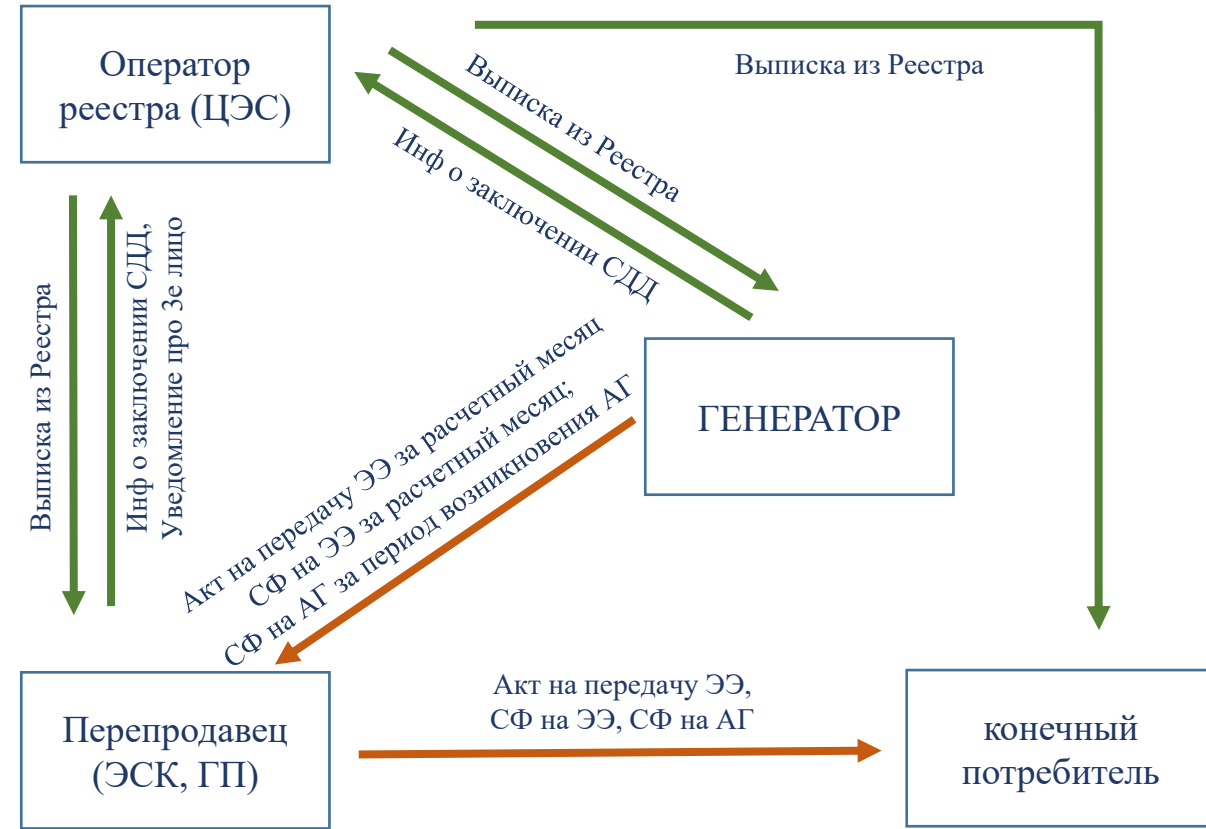 Оператор
реестра (ЦЭС)
Выписка из Реестра
Выписка из Реестра
Инф о заключении СДД
Выписка из Реестра
Инф о заключении СДД,
Уведомление про 3е лицо
ГЕНЕРАТОР
Акт на передачу ЭЭ за расчетный месяц
СФ на ЭЭ за расчетный месяц;
СФ на АГ за период возникновения АГ
Перепродавец
(ЭСК, ГП)
Акт на передачу ЭЭ,
СФ на ЭЭ, СФ на АГ
конечный
потребитель